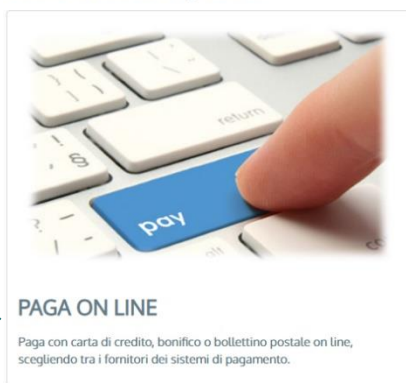 return
§
pay
alt
PAGA ON LINE
Paga con carta di credito, bonifico o bollettino postale on line,
scegliendo tra i fornitori dei sistemi di pagamento.